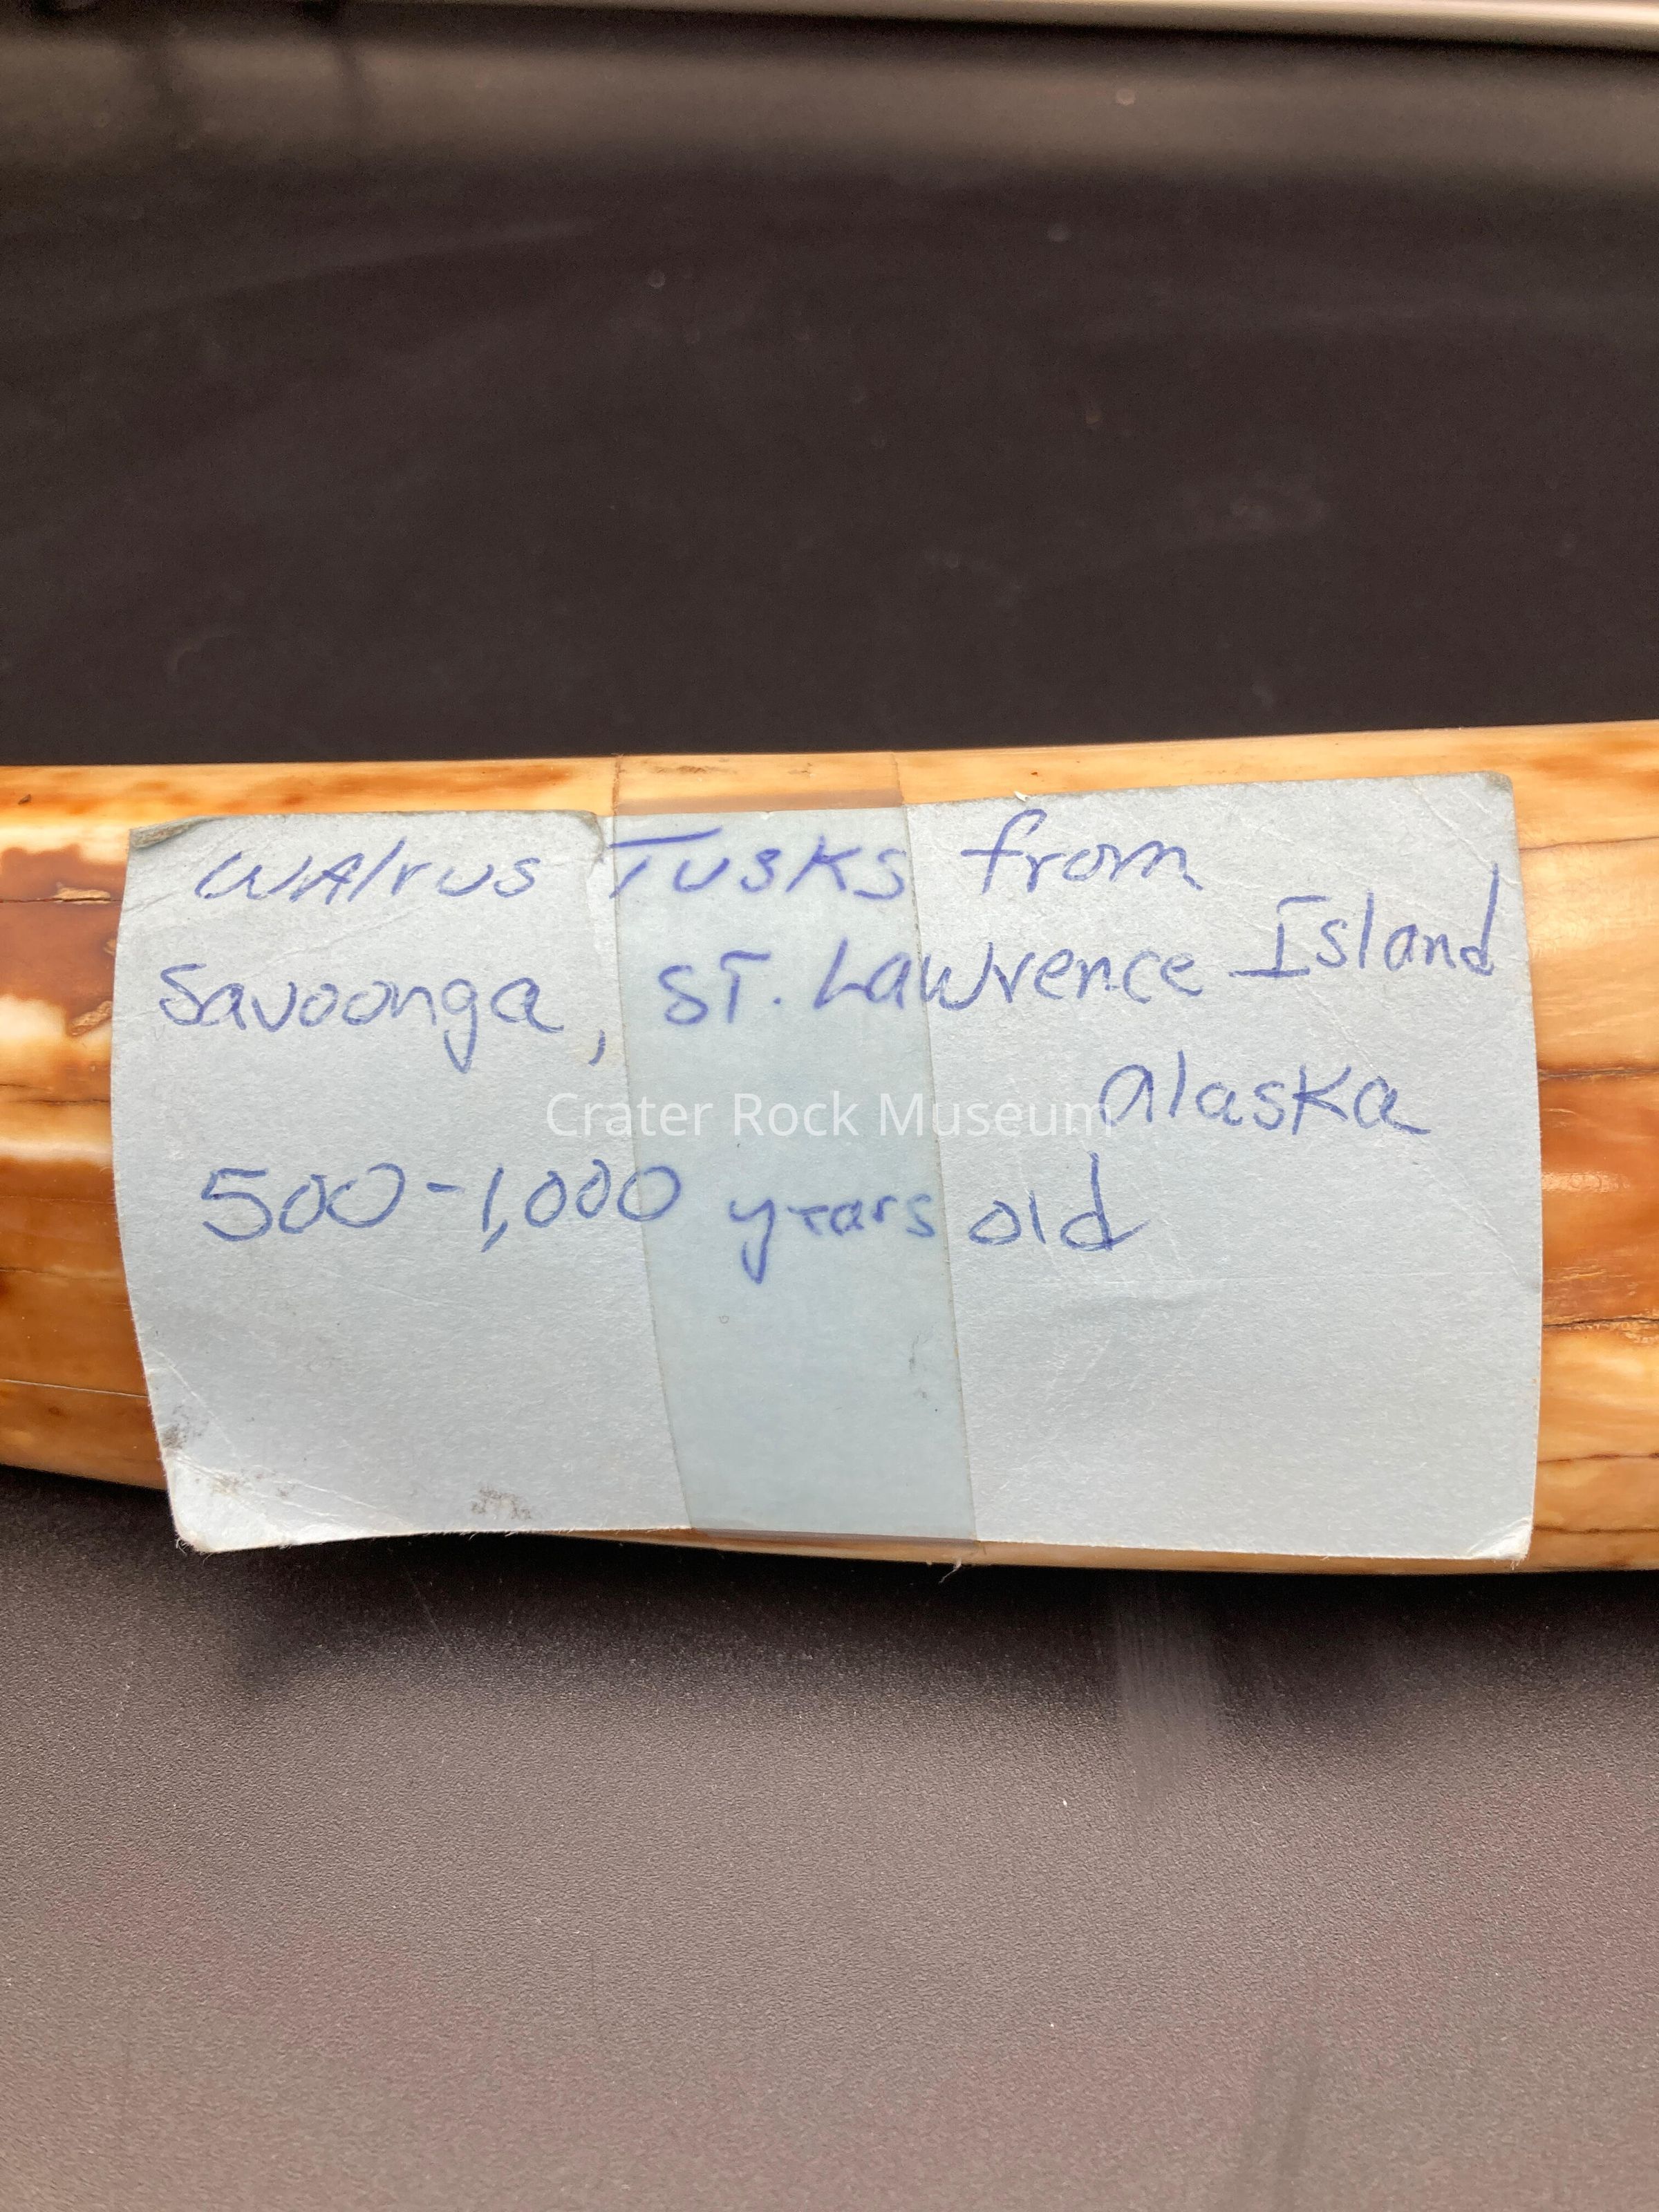 WAlrus Tusks from
Savoonga, ST. Lawrence Island
Alaska
Crater Rock Museum
500-1,000 years old